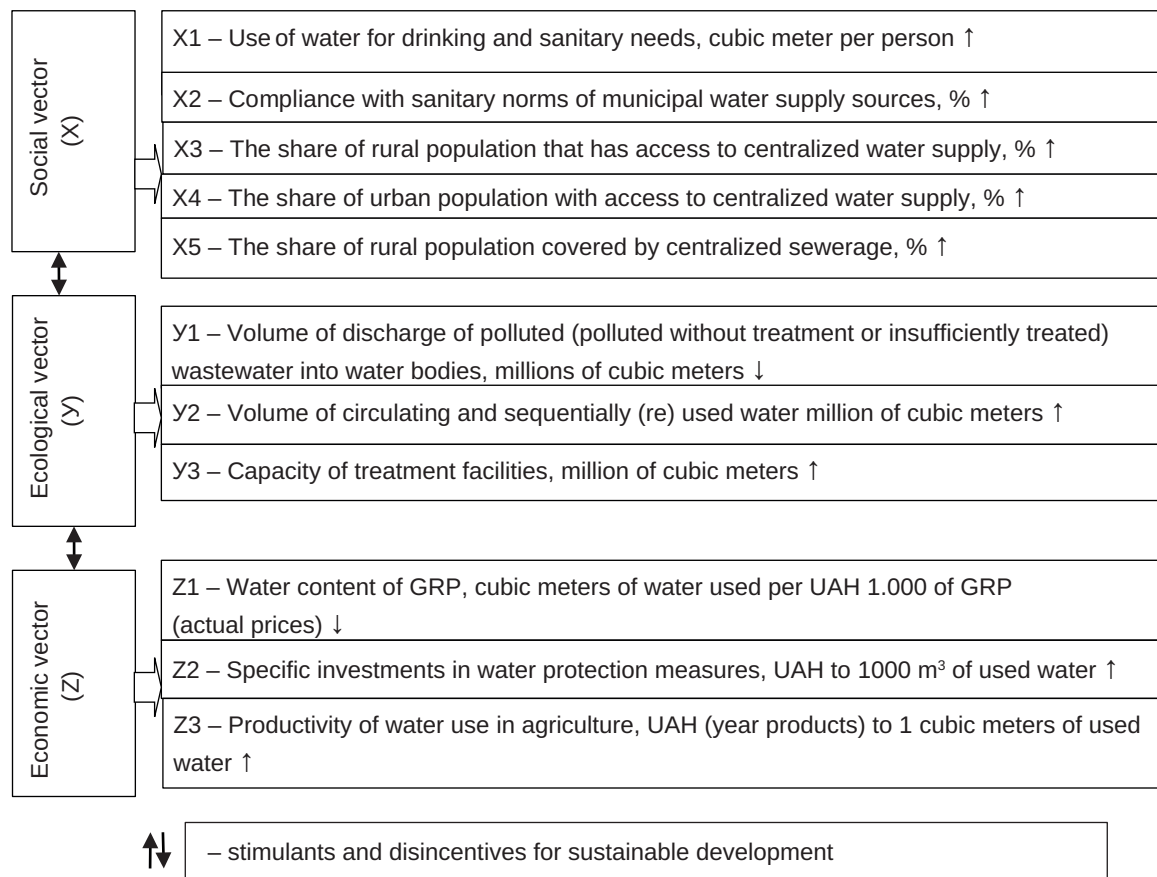 Social vector
(X)
X1 – Use of water for drinking and sanitary needs, cubic meter per person ↑
X2 – Compliance with sanitary norms of municipal water supply sources, % ↑
X3 – The share of rural population that has access to centralized water supply, % ↑
X4 – The share of urban population with access to centralized water supply, % ↑
X5 – The share of rural population covered by centralized sewerage, % ↑
Ecological vector
(У)
У1 – Volume of discharge of polluted (polluted without treatment or insufficiently treated)
wastewater into water bodies, millions of cubic meters ↓
У2 – Volume of circulating and sequentially (re) used water million of cubic meters ↑
У3 – Capacity of treatment facilities, million of cubic meters ↑
Economic vector
(Z)
Z1 – Water content of GRP, cubic meters of water used per UAH 1.000 of GRP
(actual prices) ↓
Z2 – Specific investments in water protection measures, UAH to 1000 m³ of used water ↑
Z3 – Productivity of water use in agriculture, UAH (year products) to 1 cubic meters of used
water ↑
– stimulants and disincentives for sustainable development